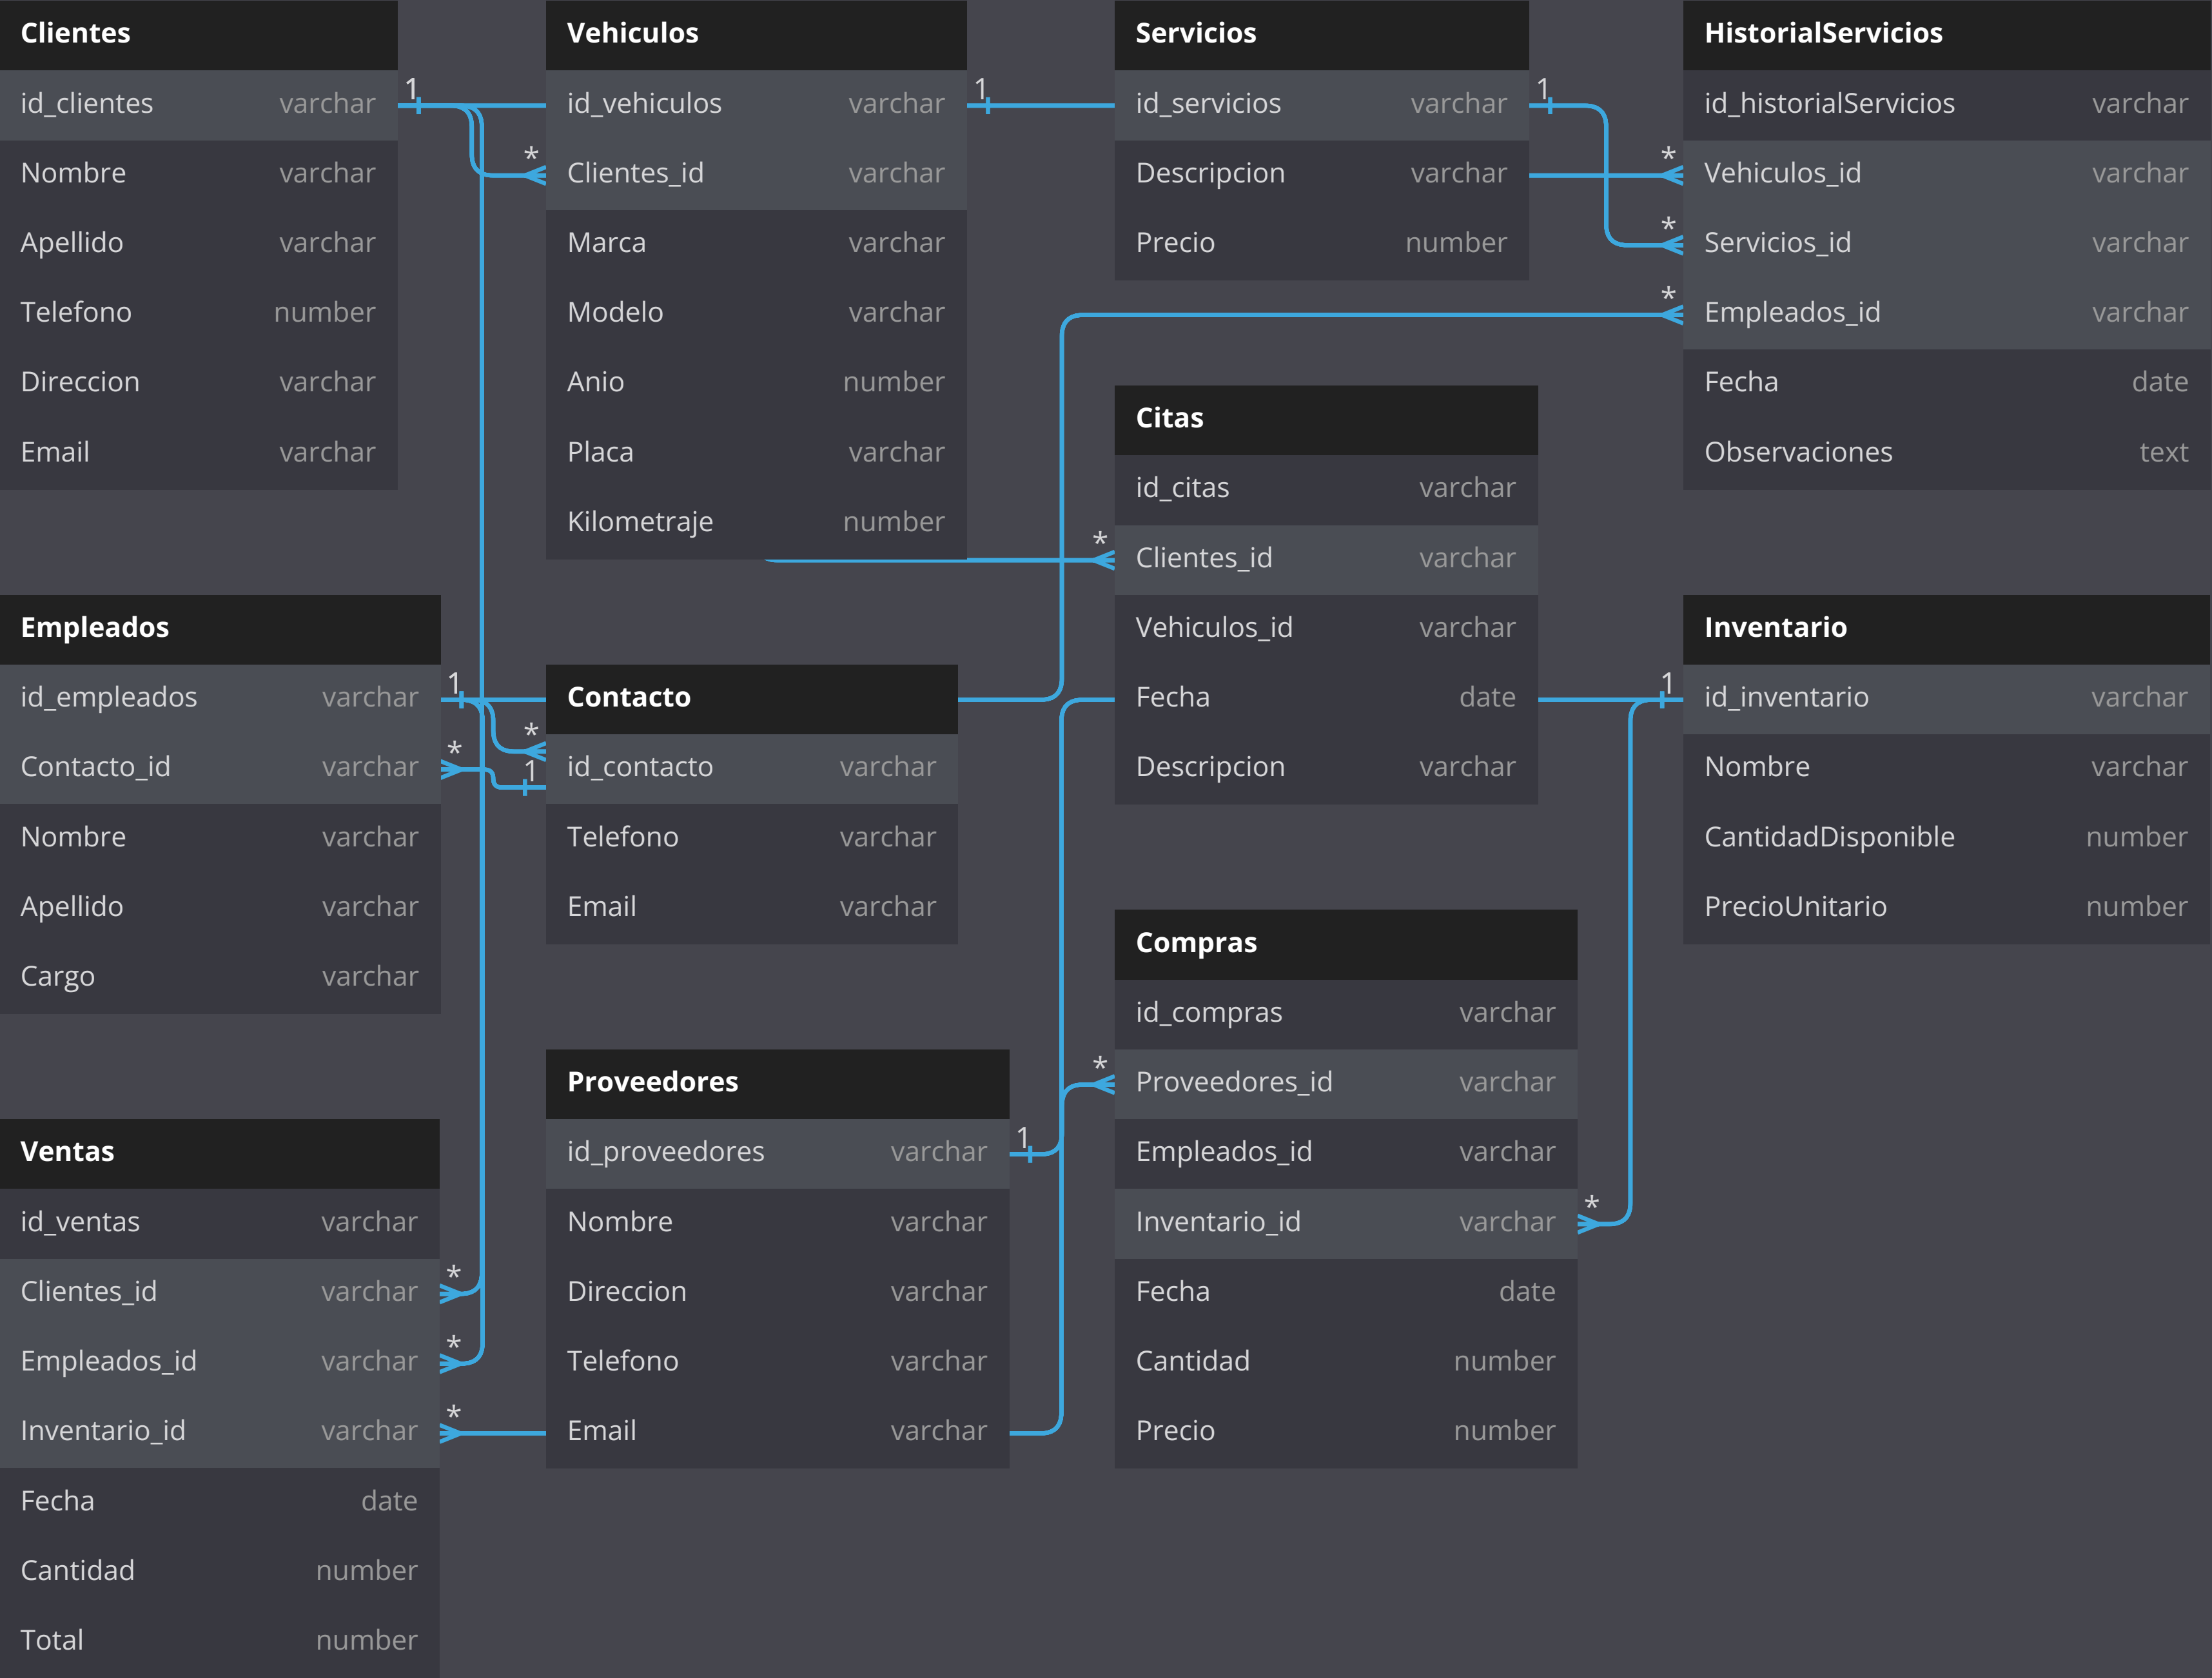 Clientes
id_clientes varchar
Nombre varchar
Apellido varchar
Telefono number
Direccion varchar
Email varchar
Vehiculos
id_vehiculos varchar
Clientes_id varchar
Marca varchar
Modelo varchar
Anio number
Placa varchar
Kilometraje number
Servicios
id_servicios varchar
Descripcion varchar
Precio number
HistorialServicios
id_historialServicios varchar
Vehiculos_id varchar
Servicios_id varchar
Empleados_id varchar
Fecha date
Observaciones text
Citas
id_citas varchar
Clientes_id varchar
Vehiculos_id varchar
Fecha date
Descripcion varchar
Empleados
id_empleados varchar
Contacto_id varchar
Nombre varchar
Apellido varchar
Cargo varchar
Contacto
id_contacto varchar
Telefono varchar
Email varchar
Inventario
id_inventario varchar
Nombre varchar
CantidadDisponible number
PrecioUnitario number
Compras
id_compras varchar
Proveedores_id varchar
Empleados_id varchar
Inventario_id varchar
Fecha date
Cantidad number
Precio number
Proveedores
id_proveedores varchar
Nombre varchar
Direccion varchar
Telefono varchar
Email varchar
Ventas
id_ventas varchar
Clientes_id varchar
Empleados_id varchar
Inventario_id varchar
Fecha date
Cantidad number
Total number
1
*
1
1
*
*
*
*
1
*
*
1
1
*
1
*
*
*
*